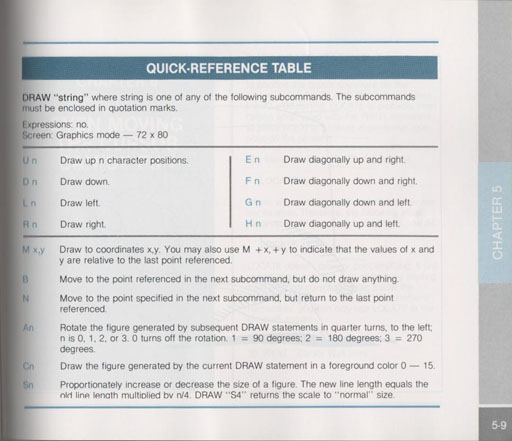 QUICK-REFERENCE TABLE
DRAW "string" where string is one of any of the following subcommands. The subcommands
must be enclosed in quotation marks.
Expressions: no.
Screen: Graphics mode — 72 x 80
U n Draw up n character positions.
D n Draw down.
L n Draw left.
R n Draw right.
E n Draw diagonally up and right.
F n Draw diagonally down and right.
G n Draw diagonally down and left.
H n Draw diagonally up and left.
M x,y Draw to coordinates x,y. You may also use M +x, +y to indicate that the values of x and
y are relative to the last point referenced.
B Move to the point referenced in the next subcommand, but do not draw anything.
N Move to the point specified in the next subcommand, but return to the last point
referenced.
An Rotate the figure generated by subsequent DRAW statements in quarter turns, to the left;
n is 0, 1, 2, or 3. 0 turns off the rotation. 1 = 90 degrees; 2 = 180 degrees; 3 = 270
degrees.
Cn Draw the figure generated by the current DRAW statement in a foreground color 0 — 15.
Sn Proportionately increase or decrease the size of a figure. The new line length equals the
old line length multiplied by n/4. DRAW "S4" returns the scale to "normal" size.
CHAPTER 5
5-9